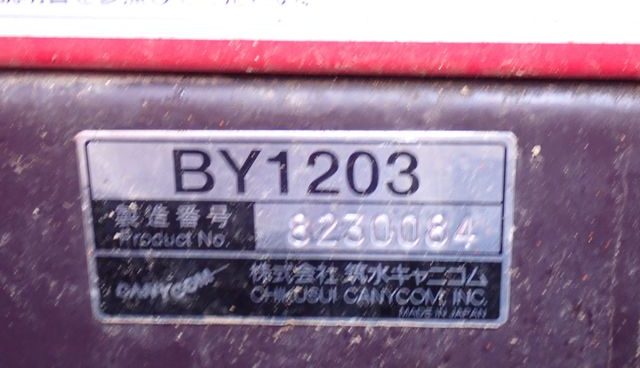 BY1203
製造番号
Product No. 8230084
CANYCOM
株式会社 筑水キャニコム
CHIKUSUI CANYCOM, INC.
MADE IN JAPAN